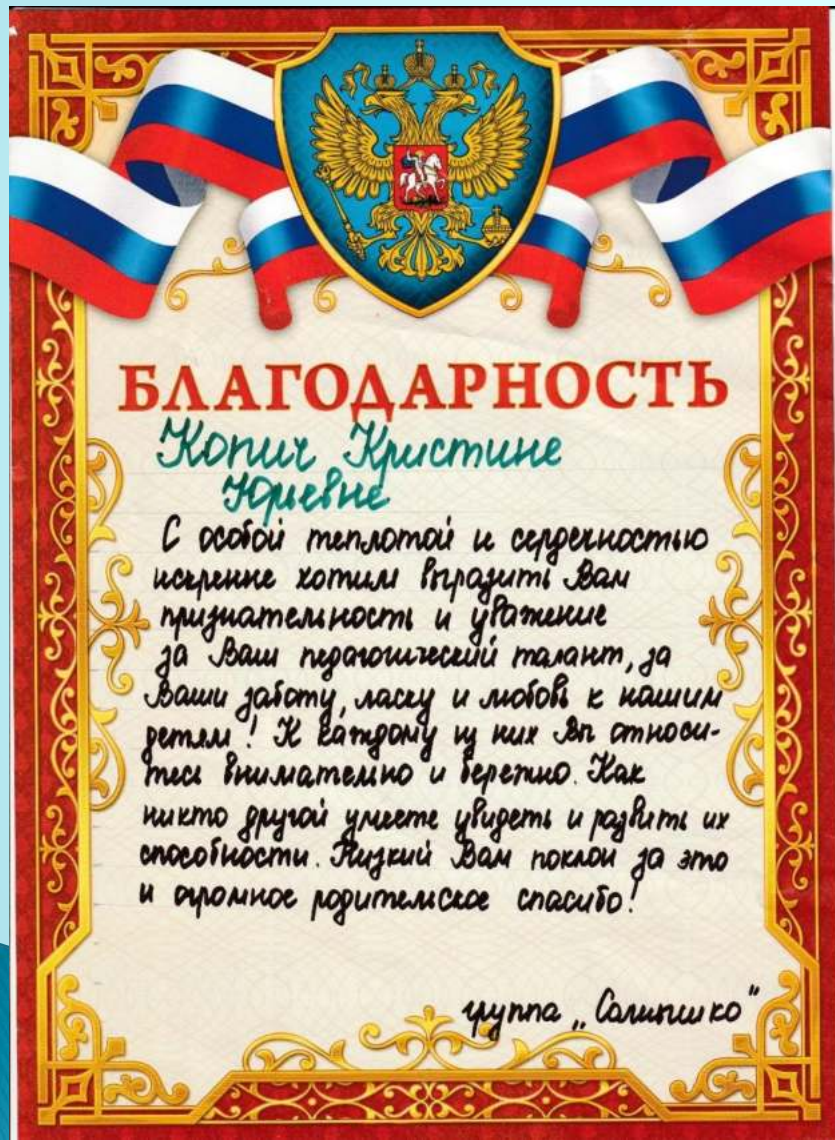 БЛАГОДАРНОСТЬ
Копич Кристине
Юрьевне
С особой теплотой и сердечностью
искренне хотим выразить Вам
признательность и уважение
за Ваш педагогический талант, за
Ваши заботу, ласку и любовь к нашим
детям! К каждому из них Вы относи-
тесь внимательно и бережно. Как
никто другой умеете увидеть и развить их
способности. Низкий Вам поклон за это
и огромное родительское спасибо!
группа „Солнышко"